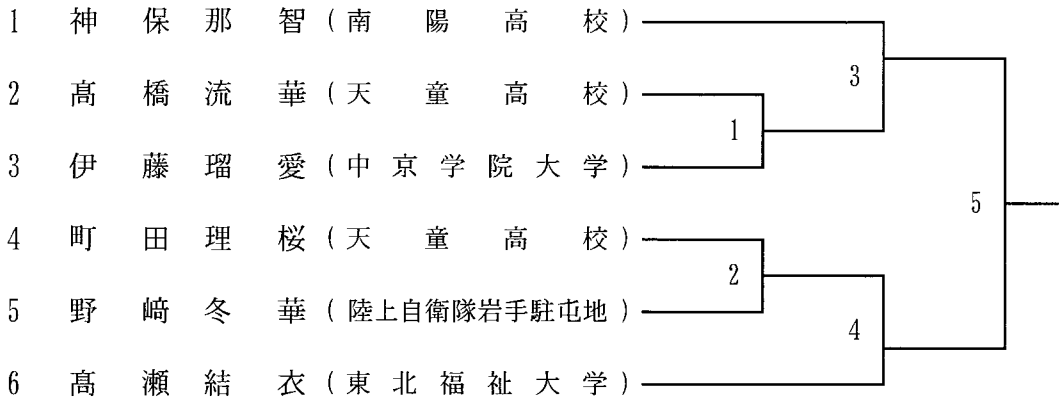 1 神保那智（南陽高校）
3
2 髙橋流華（天童高校）
1
3 伊藤瑠愛（中京学院大学）
5
4 町田理桜（天童高校）
2
5 野﨑冬華（陸上自衛隊岩手駐屯地）
4
6 髙瀬結衣（東北福祉大学）